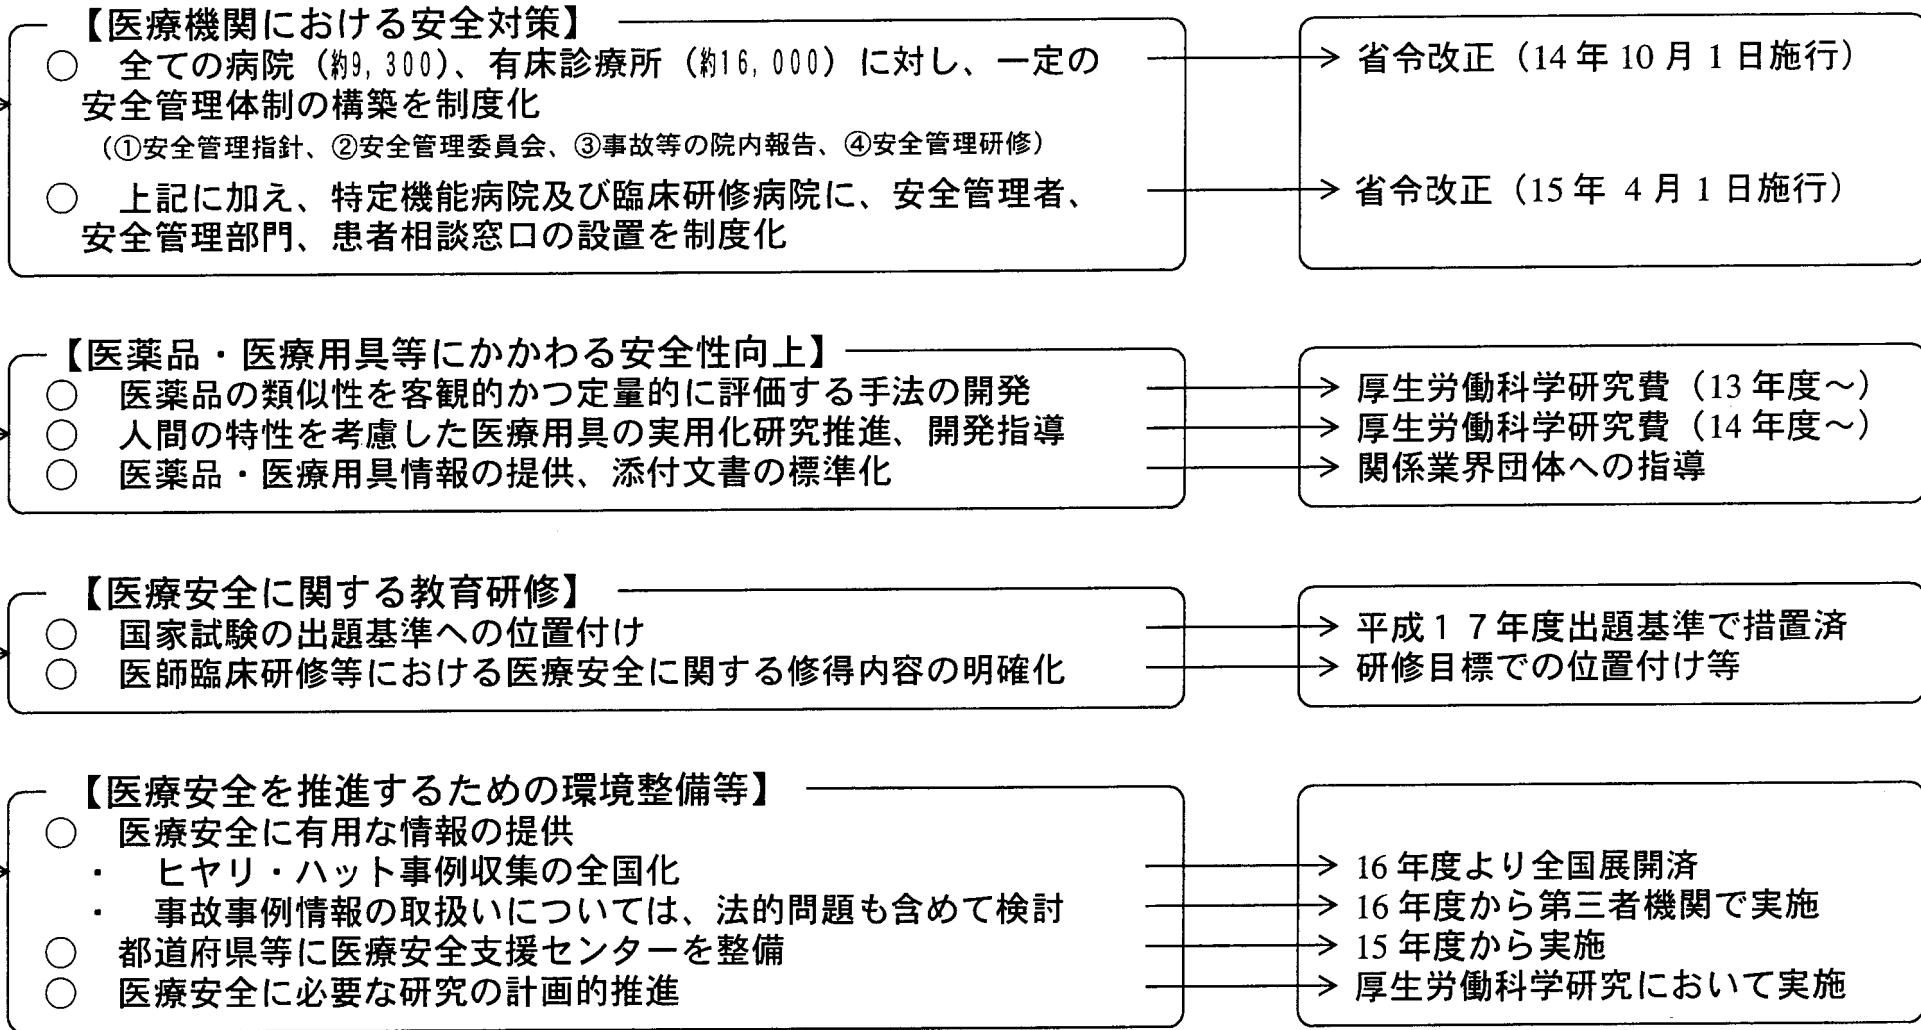 【医療機関における安全対策】
○ 全ての病院(約9,300)、有床診療所(約16,000)に対し、一定の → 省令改正(14年10月1日施行)
安全管理体制の構築を制度化
(①安全管理指針、②安全管理委員会、③事故等の院内報告、④安全管理研修)
○ 上記に加え、特定機能病院及び臨床研修病院に、安全管理者、 → 省令改正(15年 4月1日施行)
安全管理部門、患者相談窓口の設置を制度化
【医薬品・医療用具等にかかわる安全性向上】
○ 医薬品の類似性を客観的かつ定量的に評価する手法の開発 → 厚生労働科学研究費(13年度~)
○ 人間の特性を考慮した医療用具の実用化研究推進、開発指導 → 厚生労働科学研究費(14年度~)
○ 医薬品・医療用具情報の提供、添付文書の標準化 → 関係業界団体への指導
【医療安全に関する教育研修】
○ 国家試験の出題基準への位置付け → 平成17年度出題基準で措置済
○ 医師臨床研修等における医療安全に関する修得内容の明確化 → 研修目標での位置付け等
【医療安全を推進するための環境整備等】
○ 医療安全に有用な情報の提供
・ ヒヤリ・ハット事例収集の全国化 → 16年度より全国展開済
・ 事故事例情報の取扱いについては、法的問題も含めて検討 → 16年度から第三者機関で実施
○ 都道府県等に医療安全支援センターを整備 → 15年度から実施
○ 医療安全に必要な研究の計画的推進 → 厚生労働科学研究において実施